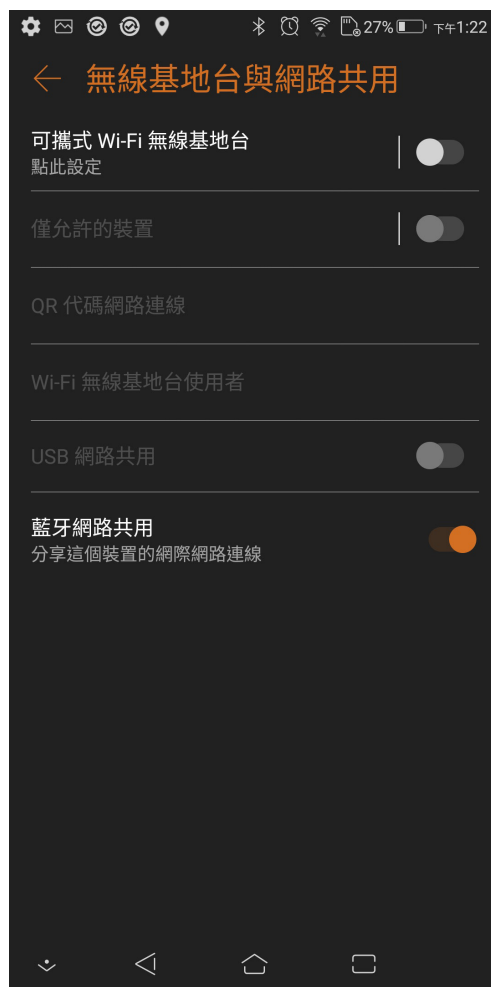 27% 下午1:22
無線基地台與網路共用
可攜式 Wi-Fi 無線基地台
點此設定
僅允許的裝置
QR 代碼網路連線
Wi-Fi 無線基地台使用者
USB 網路共用
藍牙網路共用
分享這個裝置的網際網路連線